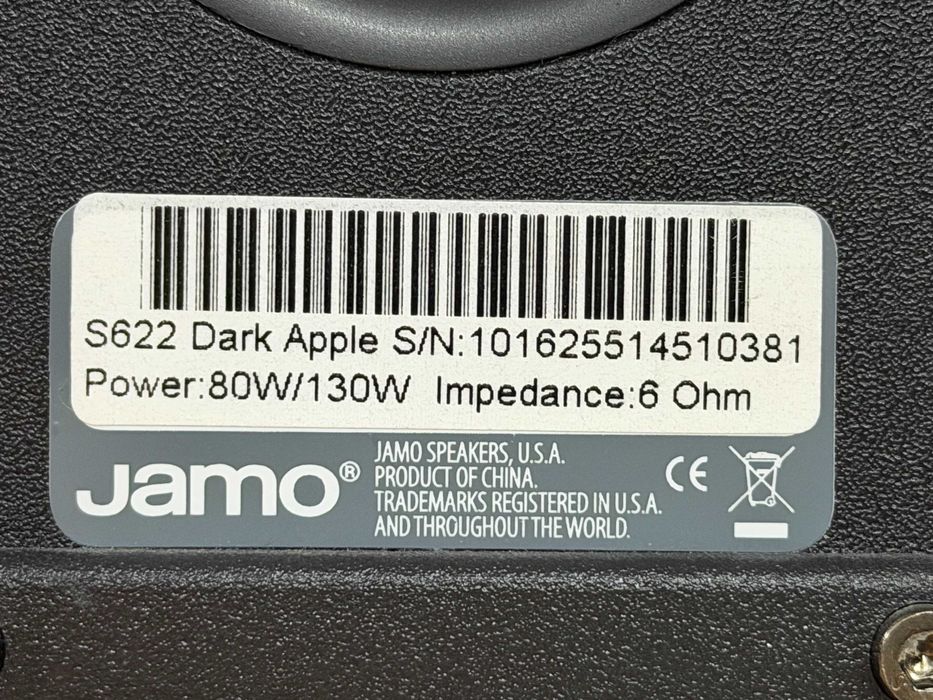 S622 Dark Apple S/N:101625514510381
Power:80W/130W Impedance:6 Ohm
Jamo®
JAMO SPEAKERS, U.S.A.
PRODUCT OF CHINA.
TRADEMARKS REGISTERED IN U.S.A.
AND THROUGHOUT THE WORLD.
CE